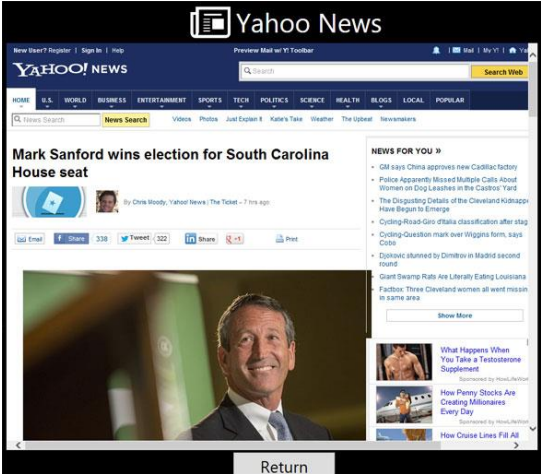 Yahoo News
New User? Register | Sign In | Help
Preview Mail w/ Y! Toolbar
Mail | My Y! |
YAHOO! NEWS
Search
Search Web
HOME U.S. WORLD BUSINESS ENTERTAINMENT SPORTS TECH POLITICS SCIENCE HEALTH BLOGS LOCAL POPULAR
News Search
News Search
Videos Photos Just Explain It Katie's Take Weather The Upbeat Newsmakers
Mark Sanford wins election for South Carolina
House seat
By Chris Moody, Yahoo! News | The Ticket – 7 hrs ago
Email
Share 338
Tweet 322
Share
+1
Print
NEWS FOR YOU »
GM says China approves new Cadillac factory
Police Apparently Missed Multiple Calls About
Women on Dog Leashes in the Castros' Yard
The Disgusting Details of the Cleveland Kidnappe
Have Begun to Emerge
Cycling-Road-Giro d'Italia classification after stag
Cycling-Question mark over Wiggins form, says
Cobo
Djokovic stunned by Dimitrov in Madrid second
round
Giant Swamp Rats Are Literally Eating Louisiana
Factbox: Three Cleveland women all went missin
in same area
Show More
What Happens When
You Take a Testosterone
Supplement
Sponsored by HowLifeWor
How Penny Stocks Are
Creating Millionaires
Every Day
Sponsored by HowLifeWor
How Cruise Lines Fill All
Return